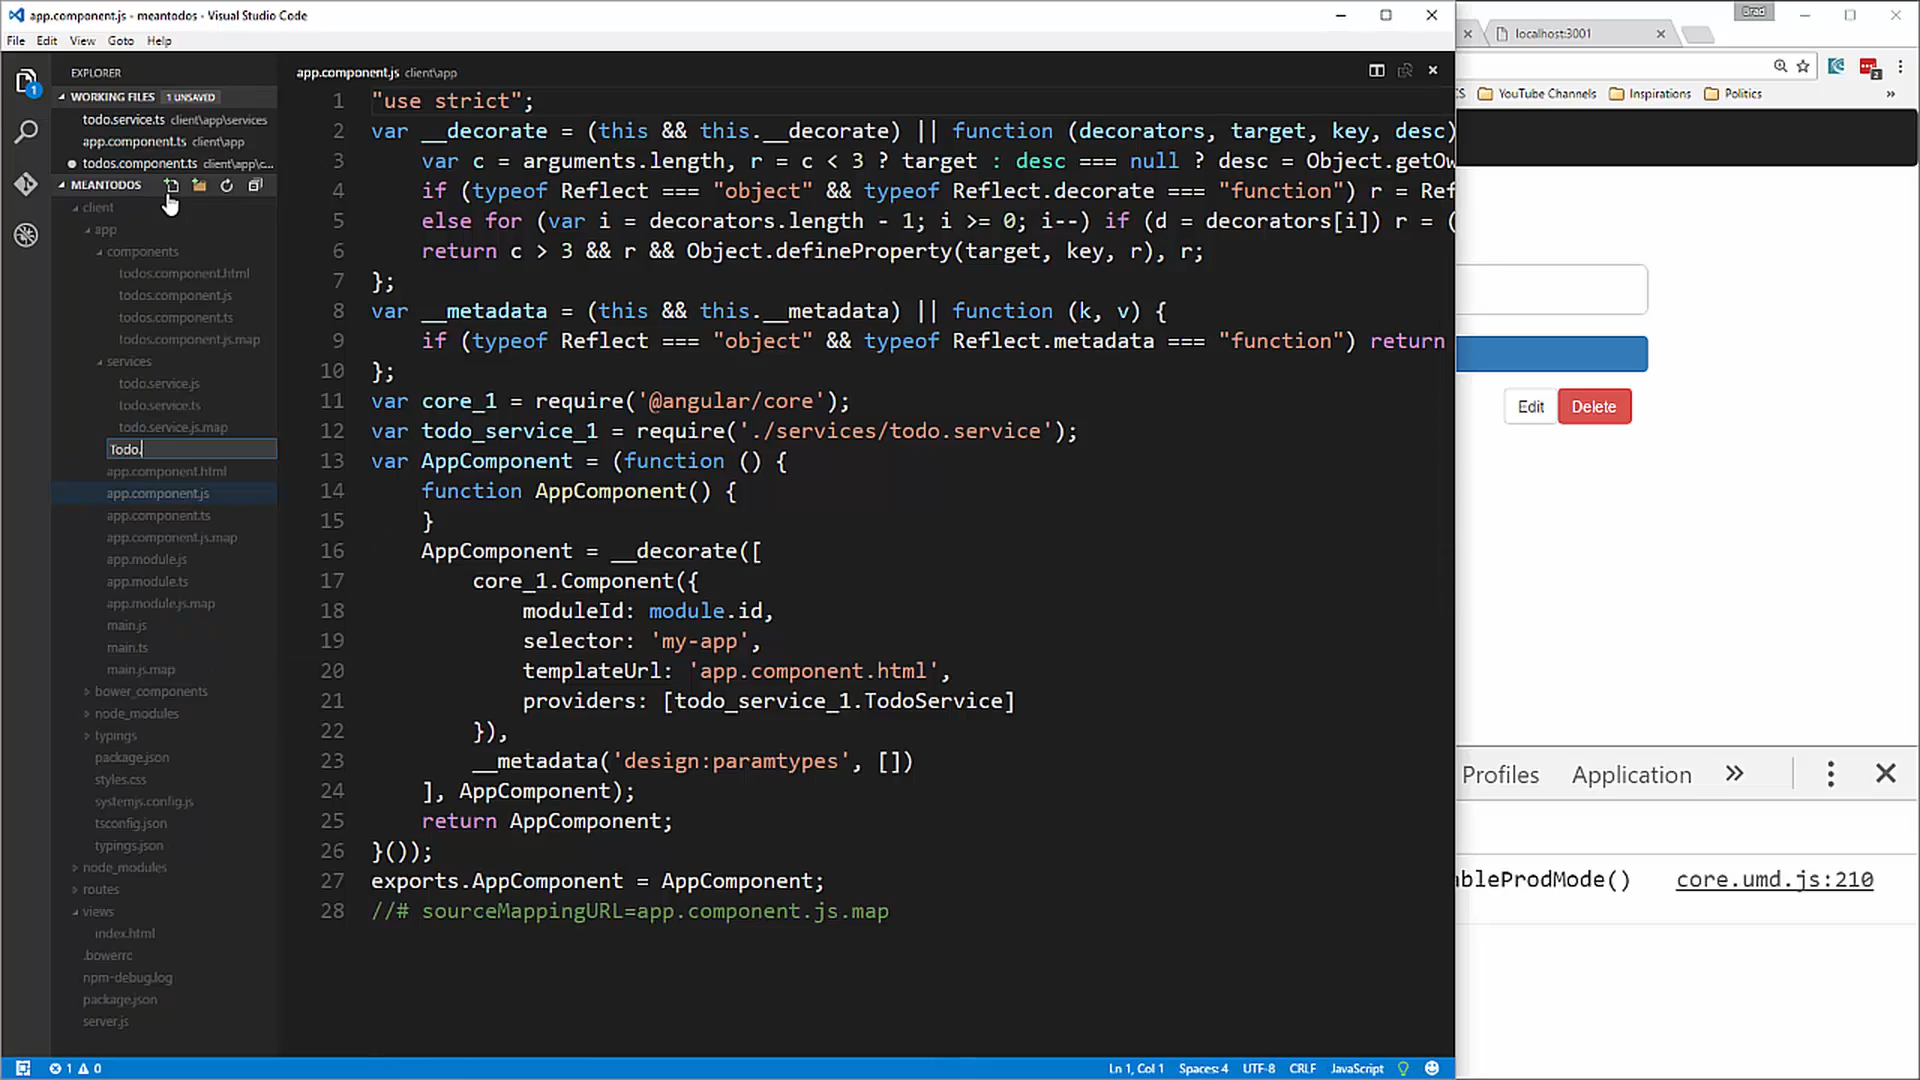 app.component.js - meantodos - Visual Studio Code
File Edit View Goto Help
EXPLORER
WORKING FILES 1 UNSAVED
todo.service.ts client\app\services
app.component.ts client\app
todos.component.ts client\app\c...
MEANTODOS
client
app
components
todos.component.html
todos.component.js
todos.component.ts
todos.component.js.map
services
todo.service.js
todo.service.ts
todo.service.js.map
Todo.
app.component.html
app.component.js
app.component.ts
app.component.js.map
app.module.js
app.module.ts
app.module.js.map
main.js
main.ts
main.js.map
bower_components
node_modules
typings
package.json
styles.css
systemjs.config.js
tsconfig.json
typings.json
node_modules
routes
views
index.html
.bowerrc
npm-debug.log
package.json
server.js
1
app.component.js client\app
1 "use strict";
2 var __decorate = (this && this.__decorate) || function (decorators, target, key, desc)
3 var c = arguments.length, r = c < 3 ? target : desc === null ? desc = Object.getOw
4 if (typeof Reflect === "object" && typeof Reflect.decorate === "function") r = Ref
5 else for (var i = decorators.length - 1; i >= 0; i--) if (d = decorators[i]) r = (
6 return c > 3 && r && Object.defineProperty(target, key, r), r;
7 };
8 var __metadata = (this && this.__metadata) || function (k, v) {
9 if (typeof Reflect === "object" && typeof Reflect.metadata === "function") return
10 };
11 var core_1 = require('@angular/core');
12 var todo_service_1 = require('./services/todo.service');
13 var AppComponent = (function () {
14 function AppComponent() {
15 }
16 AppComponent = __decorate([
17 core_1.Component({
18 moduleId: module.id,
19 selector: 'my-app',
20 templateUrl: 'app.component.html',
21 providers: [todo_service_1.TodoService]
22 }),
23 __metadata('design:paramtypes', [])
24 ], AppComponent);
25 return AppComponent;
26 }());
27 exports.AppComponent = AppComponent;
28 //# sourceMappingURL=app.component.js.map
1 0
Ln 1, Col 1 Spaces: 4 UTF-8 CRLF JavaScript
Brad
localhost:3001
2
CS YouTube Channels Inspirations Politics »
Edit Delete
Profiles Application
ableProdMode() core.umd.js:210